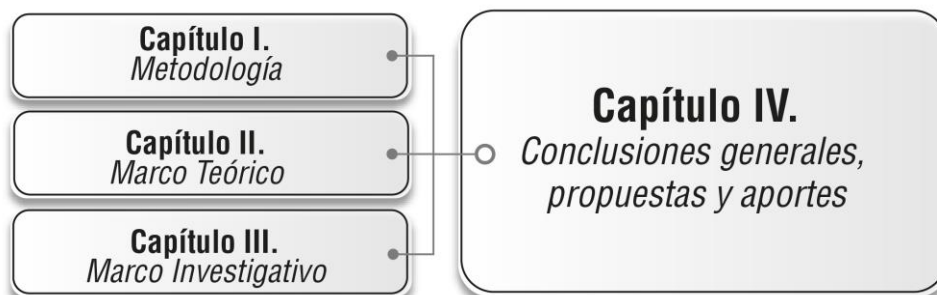 Capítulo I.
Metodología
Capítulo II.
Marco Teórico
Capítulo III.
Marco Investigativo
Capítulo IV.
Conclusiones generales,
propuestas y aportes